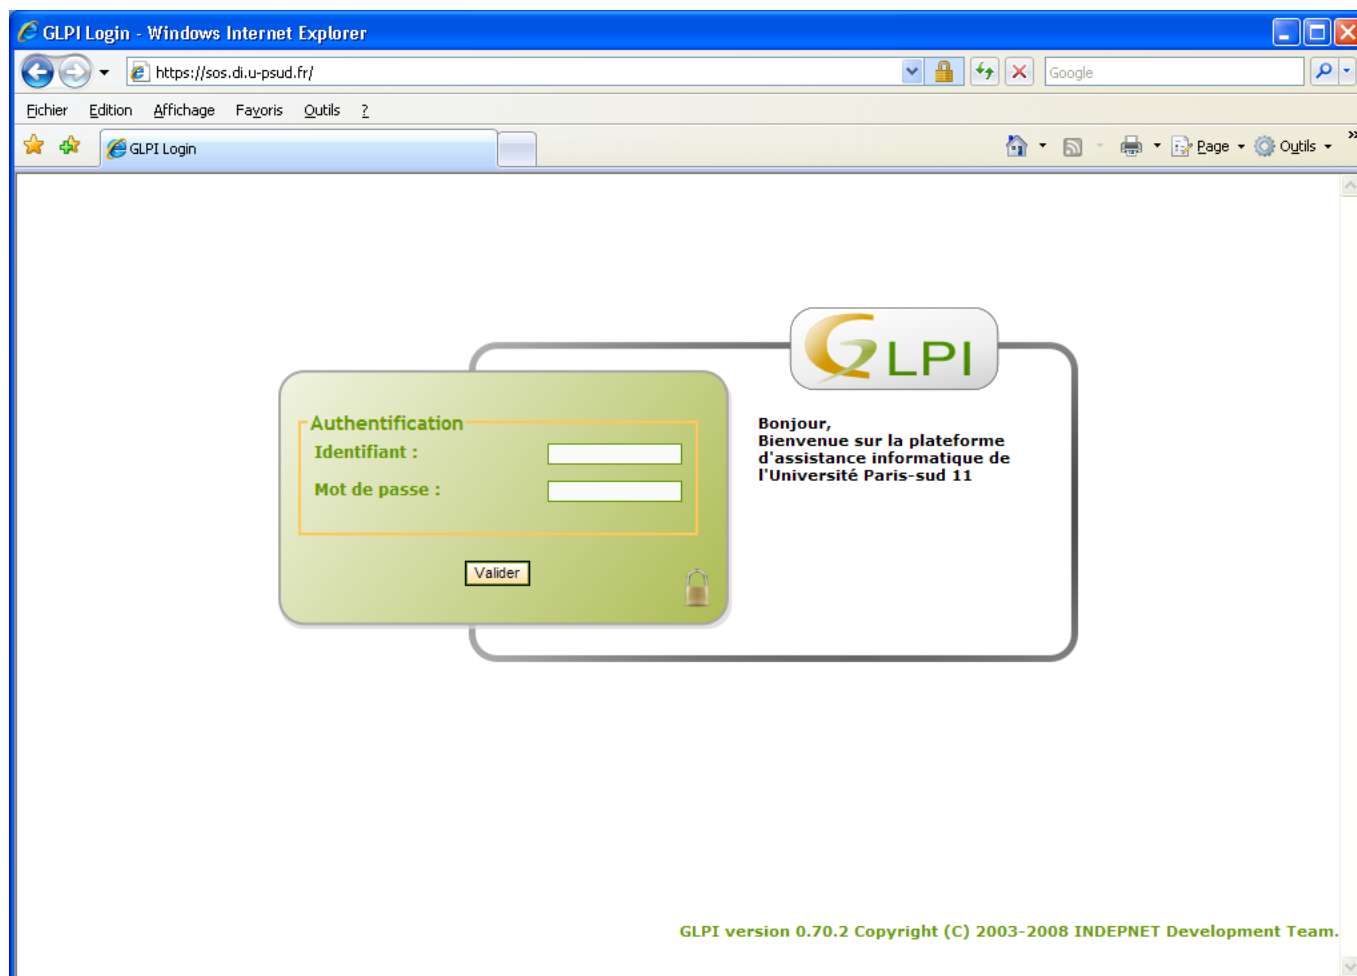 GLPI Login - Windows Internet Explorer
https://sos.di.u-psud.fr/
Google
Fichier Edition Affichage Favoris Outils ?
GLPI Login
Page Outils »
GLPI
Authentification
Identifiant :
Mot de passe :
Valider
Bonjour,
Bienvenue sur la plateforme
d'assistance informatique de
l'Université Paris-sud 11
GLPI version 0.70.2 Copyright (C) 2003-2008 INDEPNET Development Team.